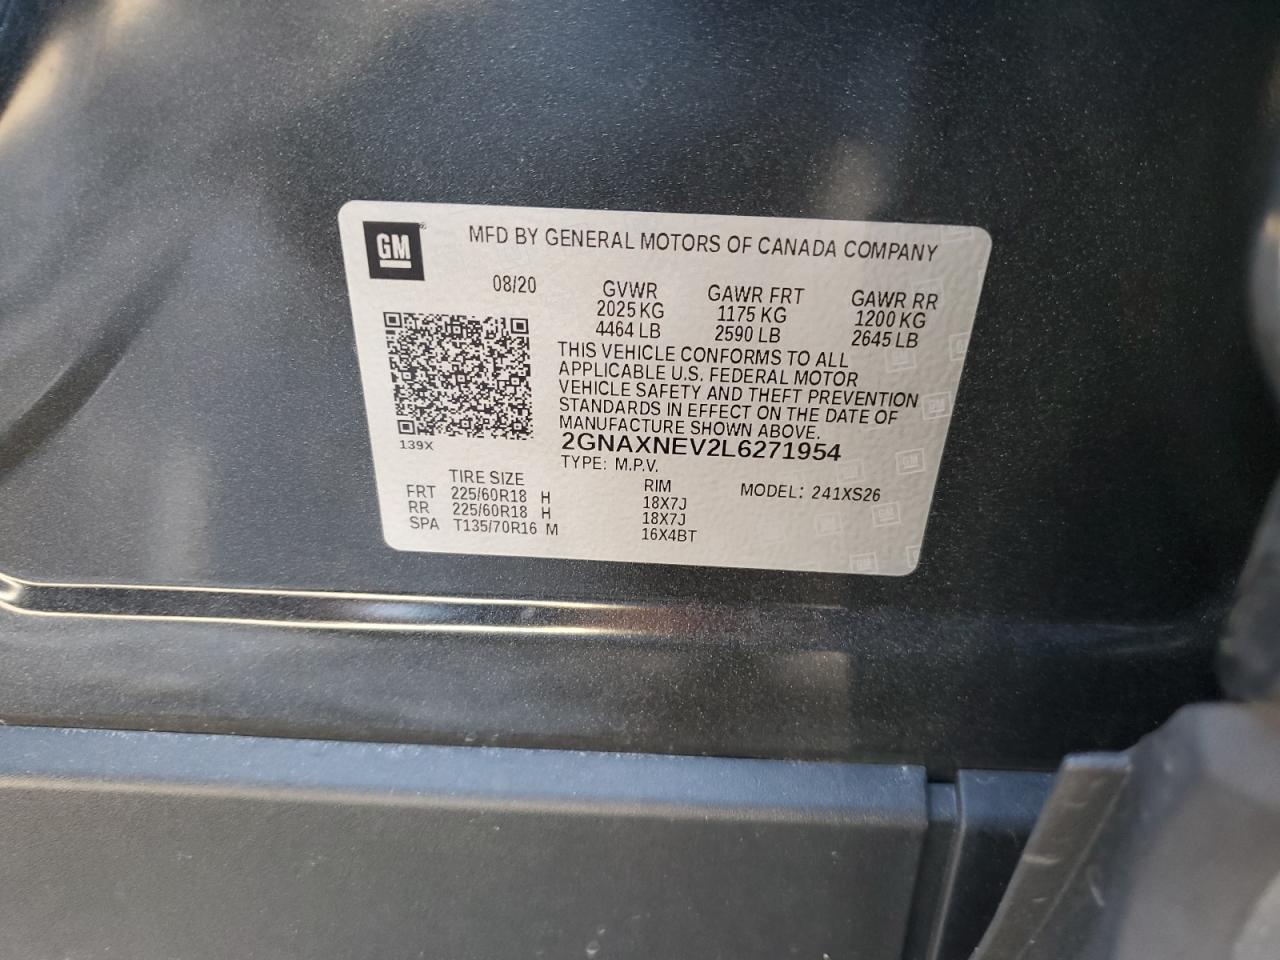 GM
MFD BY GENERAL MOTORS OF CANADA COMPANY
08/20
GVWR GAWR FRT GAWR RR
2025 KG 1175 KG 1200 KG
4464 LB 2590 LB 2645 LB
THIS VEHICLE CONFORMS TO ALL
APPLICABLE U.S. FEDERAL MOTOR
VEHICLE SAFETY AND THEFT PREVENTION
STANDARDS IN EFFECT ON THE DATE OF
MANUFACTURE SHOWN ABOVE.
139X
2GNAXNEV2L6271954
TYPE: M.P.V.
MODEL: 241XS26
TIRE SIZE RIM
FRT 225/60R18 H 18X7J
RR 225/60R18 H 18X7J
SPA T135/70R16 M 16X4BT